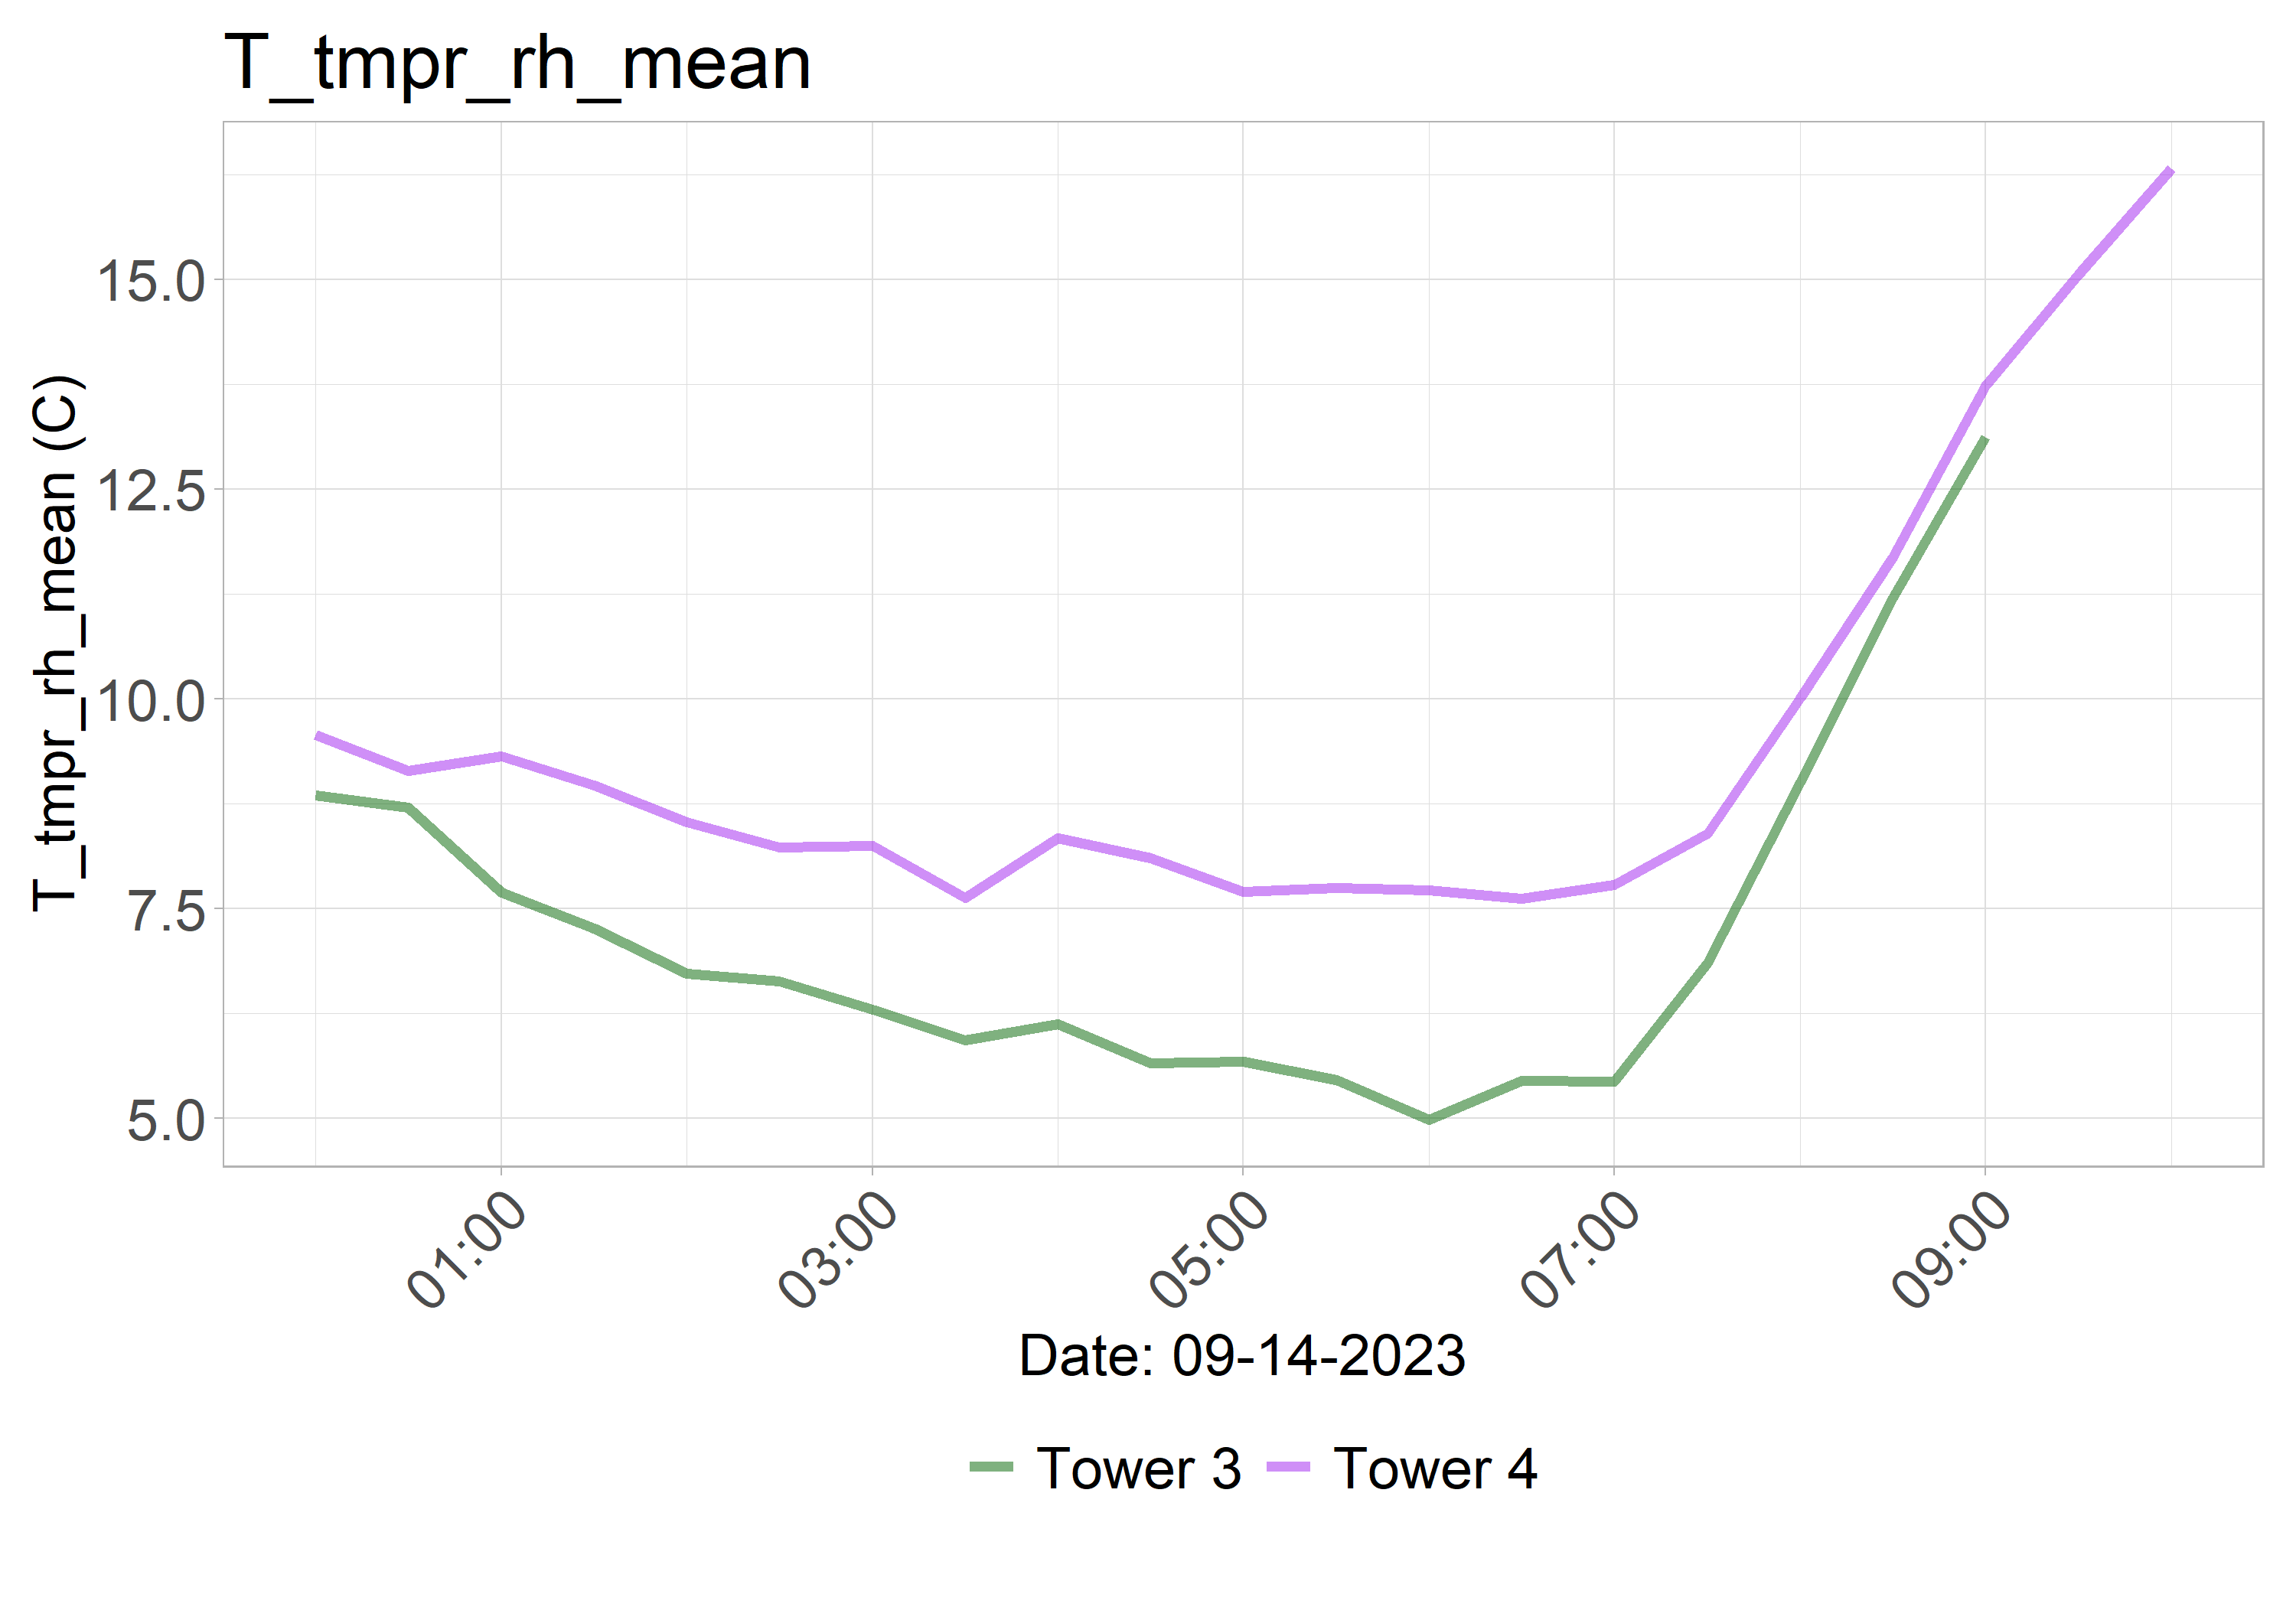 T_tmpr_rh_mean
T_tmpr_rh_mean (C)
15.0
12.5
10.0
7.5
5.0
01:00
03:00
05:00
07:00
09:00
Date: 09-14-2023
Tower 3
Tower 4